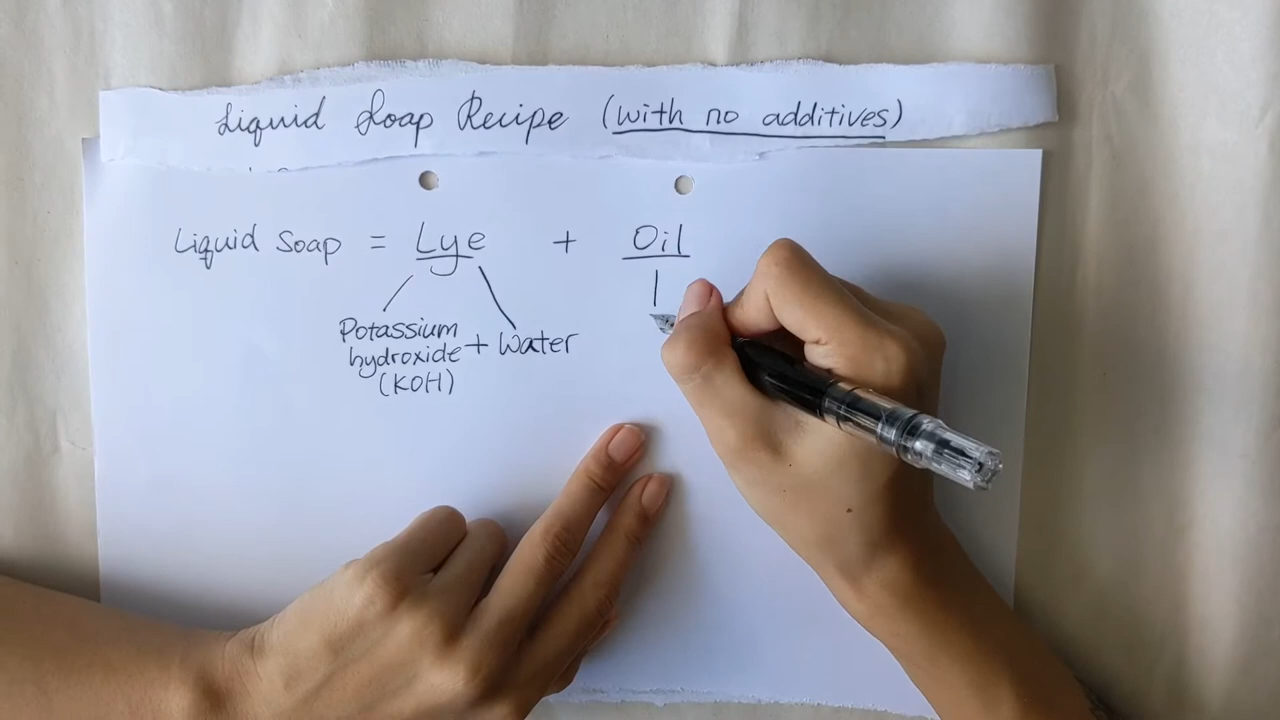 Liquid Soap Recipe (with no additives)
Liquid Soap = Lye + Oil
Potassium
hydroxide + Water
(KOH)